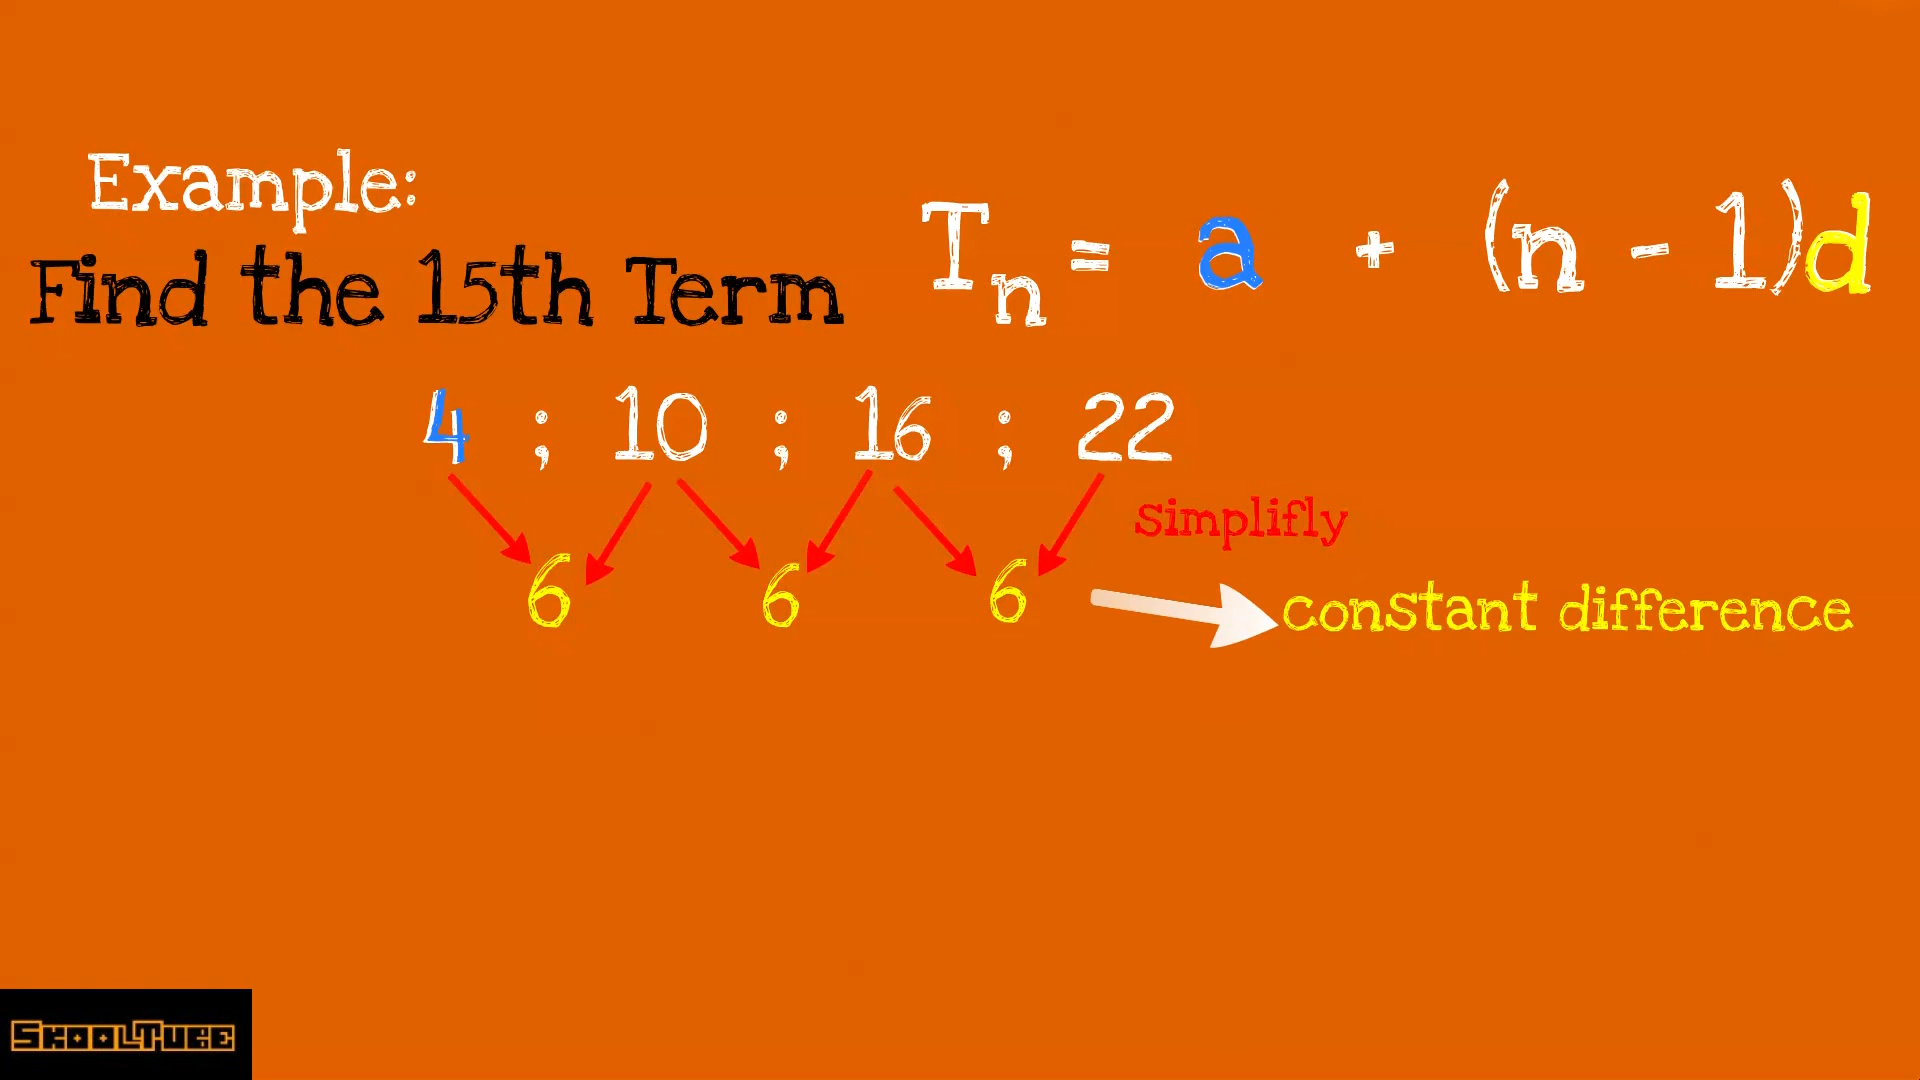 Example:
Find the 15th Term
Tn = a + (n - 1)d
4 ; 10 ; 16 ; 22
simplifly
6 6 6
constant difference
SKOOLTUBE